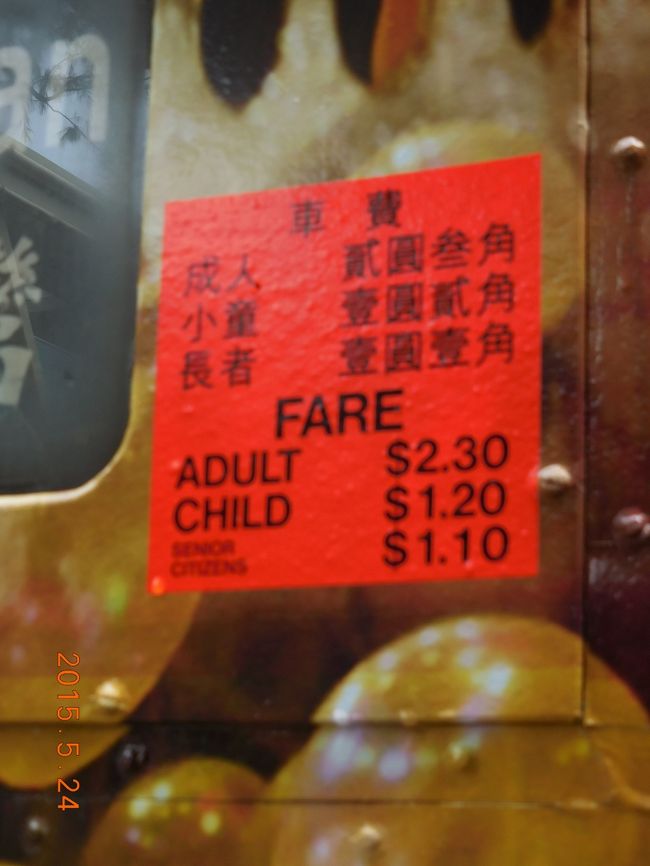 an
車 費
成人 貳圓叁角
小童 壹圓貳角
長者 壹圓壹角
FARE
ADULT $2.30
CHILD $1.20
SENIOR CITIZENS $1.10
2015.5.24